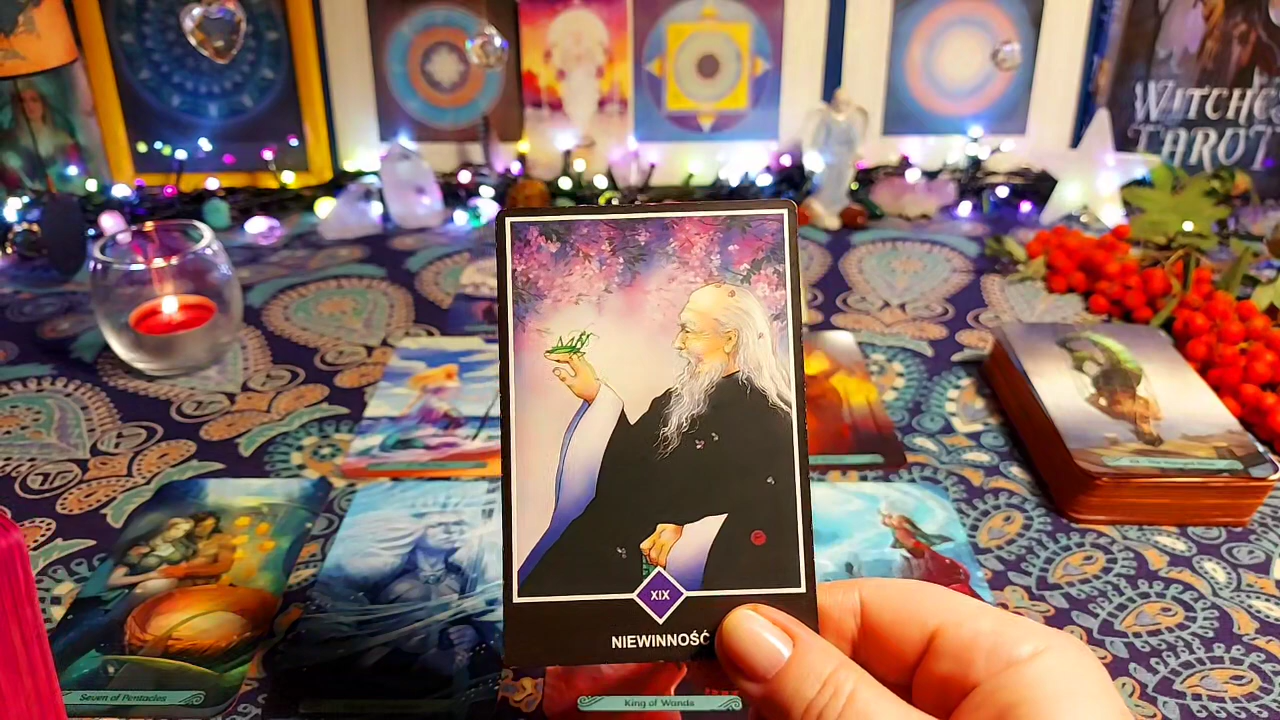 WITCHES
TAROT
XIX
NIEWINNOŚĆ
Seven of Pentacles
King of Wands